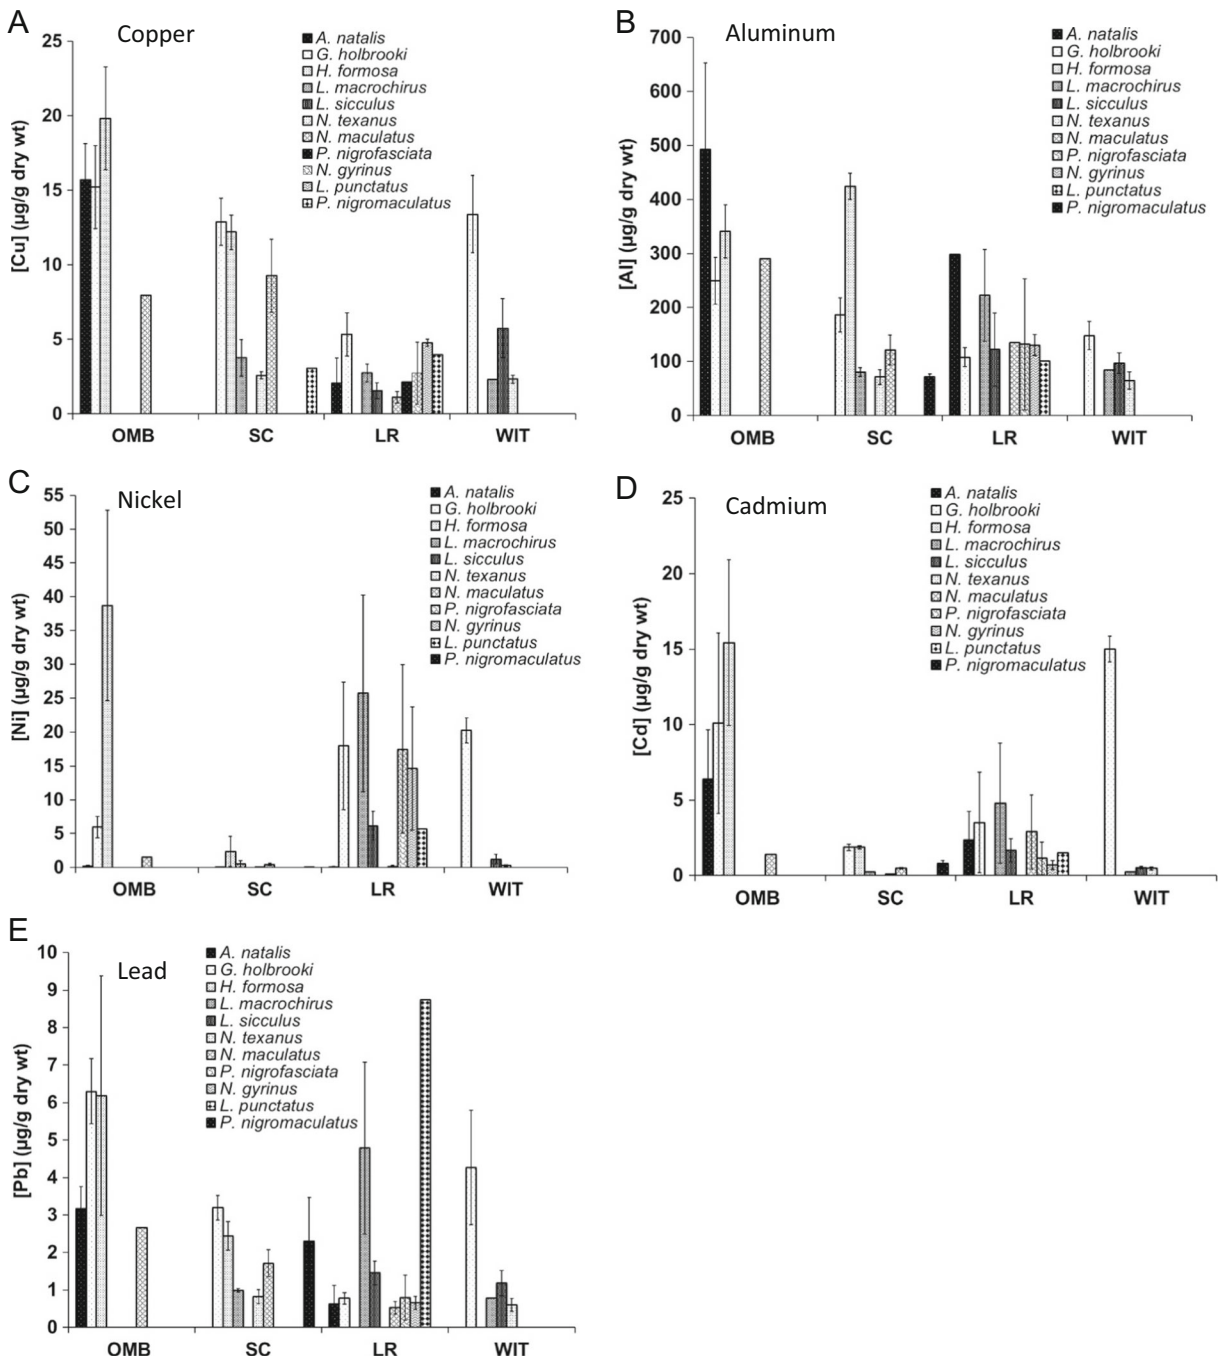 A
Copper
[Cu] (µg/g dry wt)
25
20
15
10
5
0
OMB SC LR WIT
A. natalis
G. holbrooki
H. formosa
L. macrochirus
L. sicculus
N. texanus
N. maculatus
P. nigrofasciata
N. gyrinus
L. punctatus
P. nigromaculatus
B
Aluminum
[Al] (µg/g dry wt)
700
600
500
400
300
200
100
0
OMB SC LR WIT
A. natalis
G. holbrooki
H. formosa
L. macrochirus
L. sicculus
N. texanus
N. maculatus
P. nigrofasciata
N. gyrinus
L. punctatus
P. nigromaculatus
C
Nickel
[Ni] (µg/g dry wt)
55
50
45
40
35
30
25
20
15
10
5
0
OMB SC LR WIT
A. natalis
G. holbrooki
H. formosa
L. macrochirus
L. sicculus
N. texanus
N. maculatus
P. nigrofasciata
N. gyrinus
L. punctatus
P. nigromaculatus
D
Cadmium
[Cd] (µg/g dry wt)
25
20
15
10
5
0
OMB SC LR WIT
A. natalis
G. holbrooki
H. formosa
L. macrochirus
L. sicculus
N. texanus
N. maculatus
P. nigrofasciata
N. gyrinus
L. punctatus
P. nigromaculatus
E
Lead
[Pb] (µg/g dry wt)
10
9
8
7
6
5
4
3
2
1
0
OMB SC LR WIT
A. natalis
G. holbrooki
H. formosa
L. macrochirus
L. sicculus
N. texanus
N. maculatus
P. nigrofasciata
N. gyrinus
L. punctatus
P. nigromaculatus